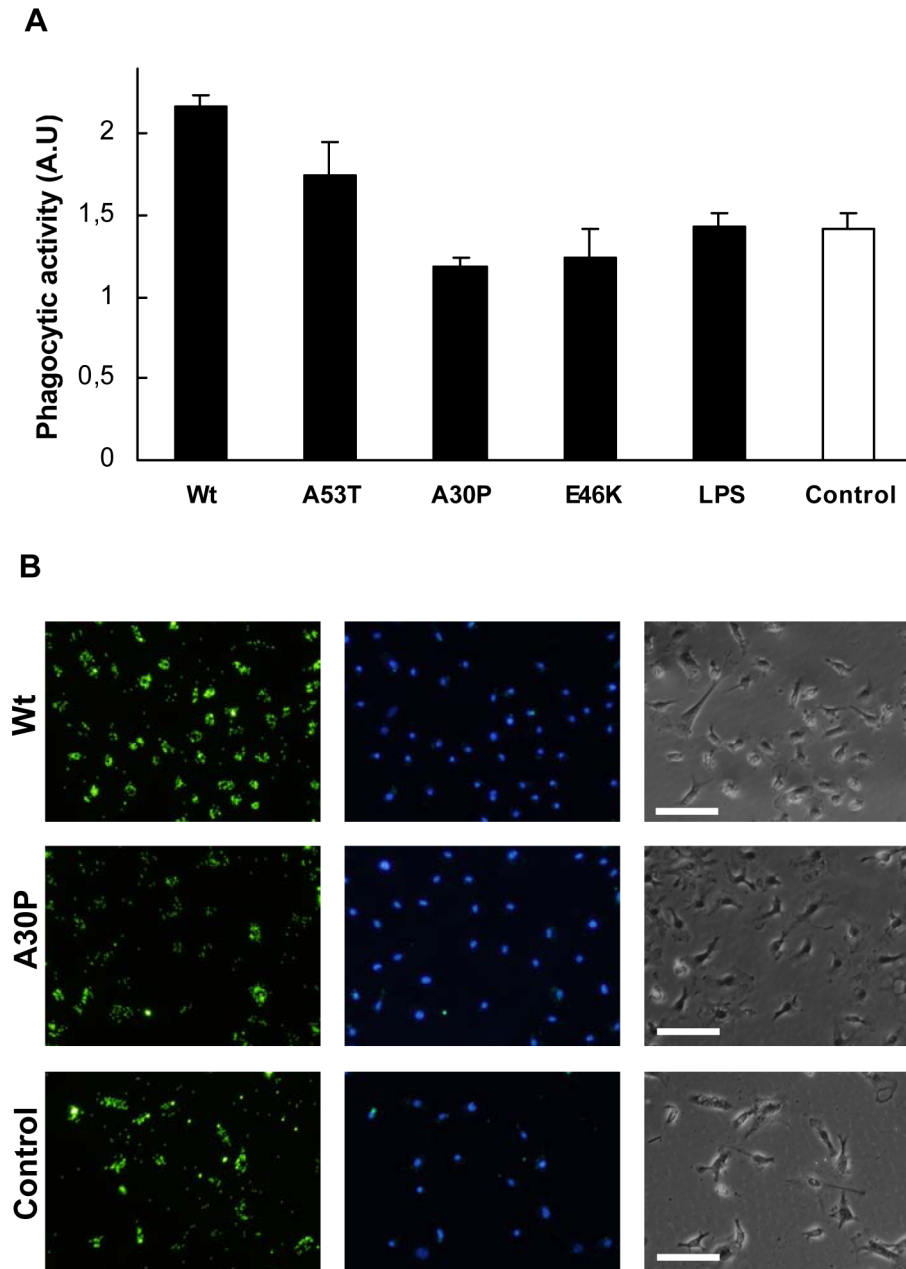 A
Phagocytic activity (A.U)
2
1,5
1
0,5
0
Wt A53T A30P E46K LPS Control
B
Wt
A30P
Control